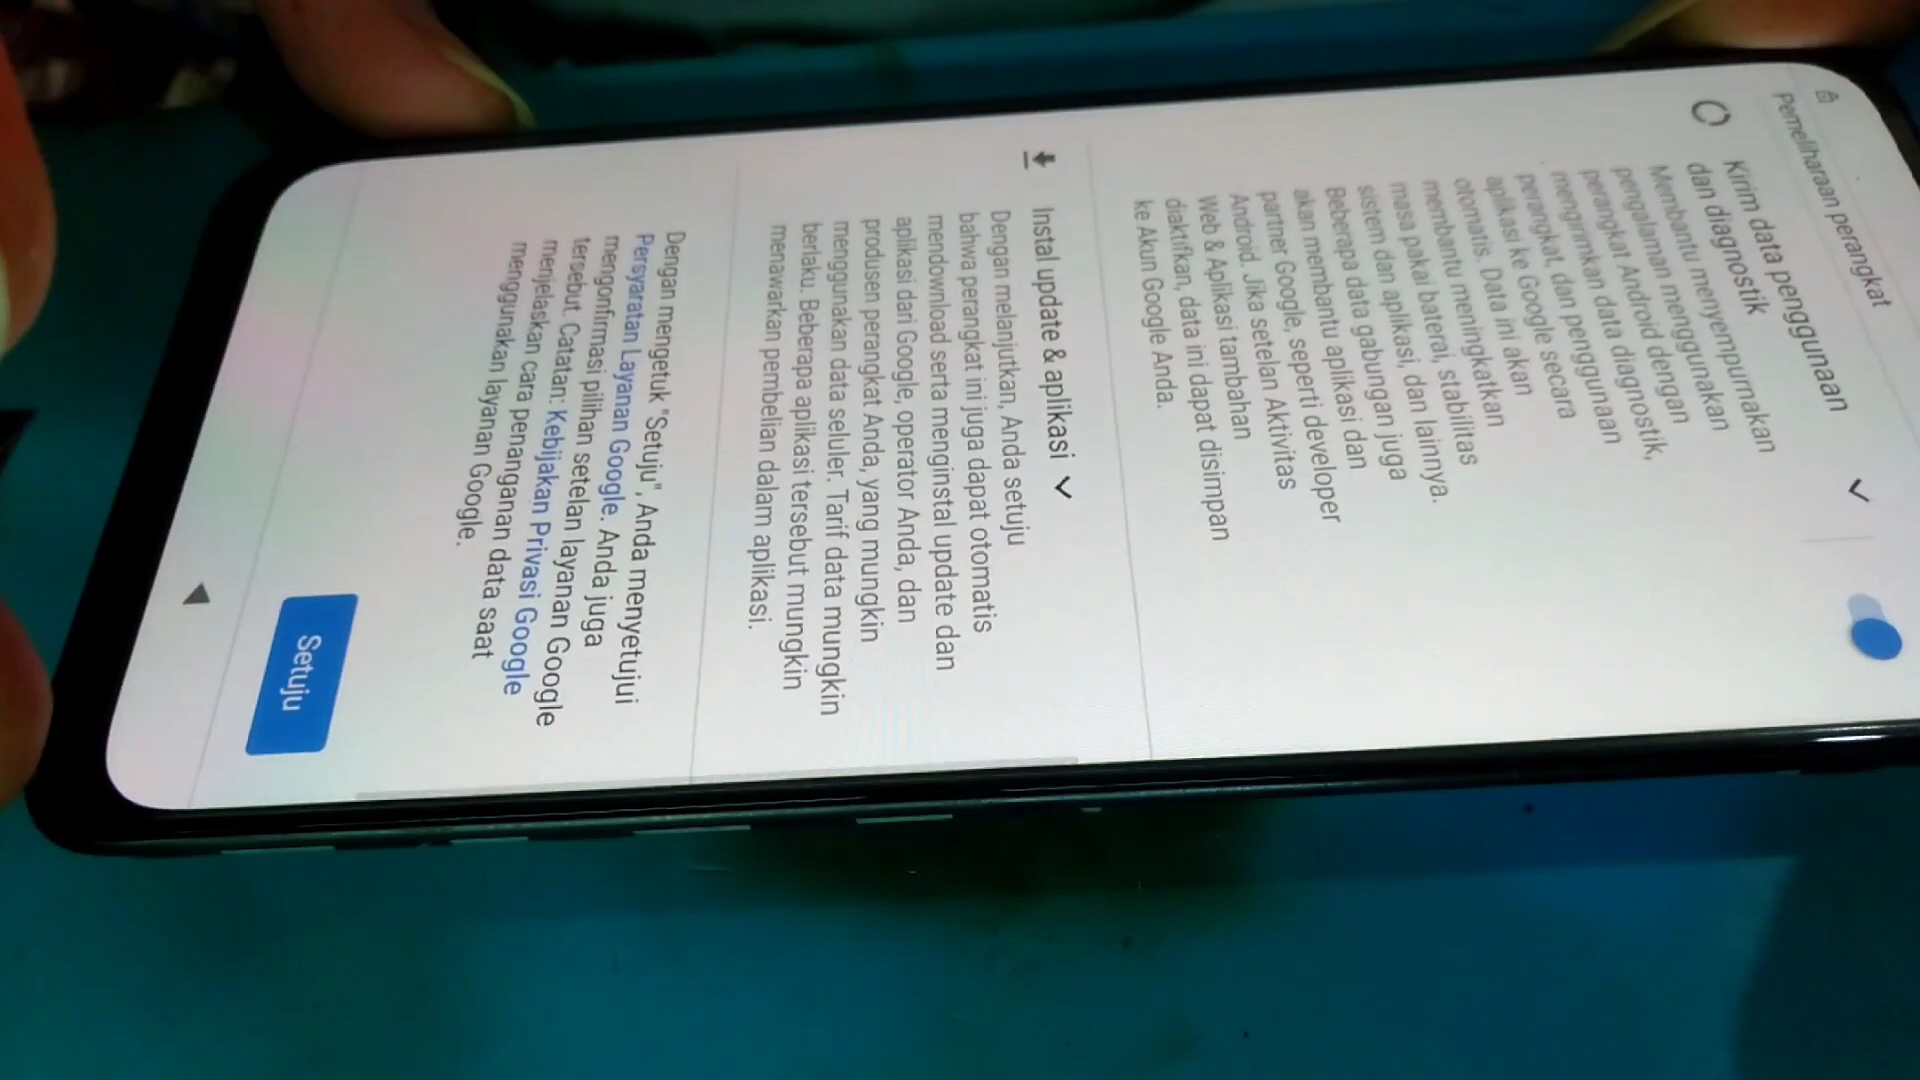 Pemeliharaan perangkat
Kirim data penggunaan
dan diagnostik
Membantu menyempurnakan
pengalaman menggunakan
perangkat Android dengan
mengirimkan data diagnostik,
perangkat, dan penggunaan
aplikasi ke Google secara
otomatis. Data ini akan
membantu meningkatkan
masa pakai baterai, stabilitas
sistem dan aplikasi, dan lainnya.
Beberapa data gabungan juga
akan membantu aplikasi dan
partner Google, seperti developer
Android. Jika setelan Aktivitas
Web & Aplikasi tambahan
diaktifkan, data ini dapat disimpan
ke Akun Google Anda.
Instal update & aplikasi
Dengan melanjutkan, Anda setuju
bahwa perangkat ini juga dapat otomatis
mendownload serta menginstal update dan
aplikasi dari Google, operator Anda, dan
produsen perangkat Anda, yang mungkin
menggunakan data seluler. Tarif data mungkin
berlaku. Beberapa aplikasi tersebut mungkin
menawarkan pembelian dalam aplikasi.
Dengan mengetuk "Setuju", Anda menyetujui
Persyaratan Layanan Google. Anda juga
mengonfirmasi pilihan setelan layanan Google
tersebut. Catatan: Kebijakan Privasi Google
menjelaskan cara penanganan data saat
menggunakan layanan Google.
Setuju